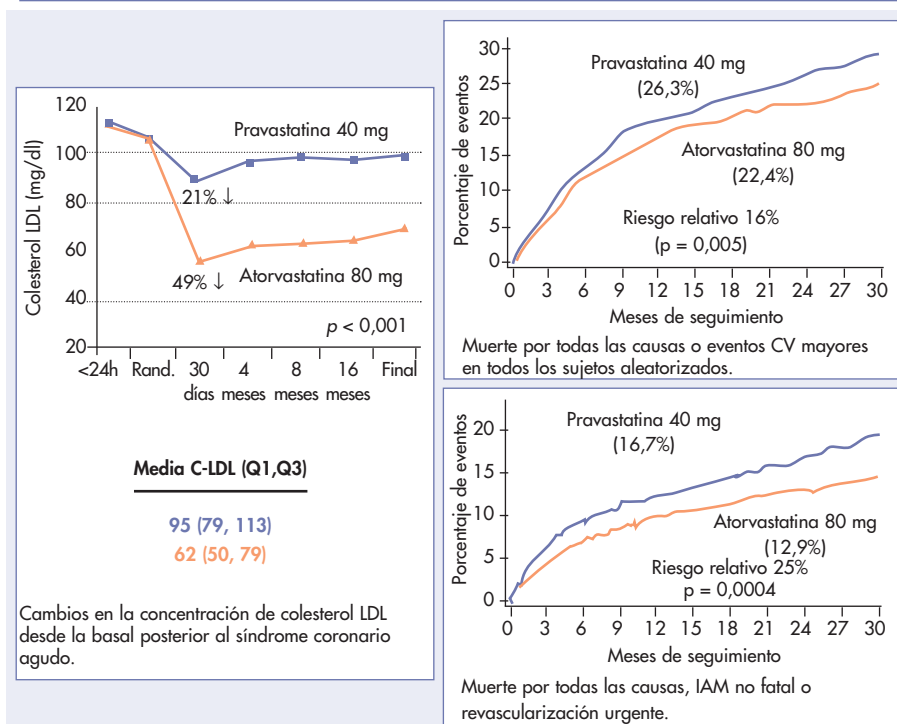 120
100
80
60
40
20
Colesterol LDL (mg/dl)
Pravastatina 40 mg
21% ↓
49% ↓
Atorvastatina 80 mg
p < 0,001
<24h Rand. 30 4 8 16 Final
días meses meses meses
Media C-LDL (Q1,Q3)
95 (79, 113)
62 (50, 79)
Cambios en la concentración de colesterol LDL
desde la basal posterior al síndrome coronario
agudo.
30
25
20
15
10
5
0
Porcentaje de eventos
Pravastatina 40 mg
(26,3%)
Atorvastatina 80 mg
(22,4%)
Riesgo relativo 16%
(p = 0,005)
0 3 6 9 12 15 18 21 24 27 30
Meses de seguimiento
Muerte por todas las causas o eventos CV mayores
en todos los sujetos aleatorizados.
20
15
10
5
0
Porcentaje de eventos
Pravastatina 40 mg
(16,7%)
Atorvastatina 80 mg
(12,9%)
Riesgo relativo 25%
p = 0,0004
0 3 6 9 12 15 18 21 24 27 30
Meses de seguimiento
Muerte por todas las causas, IAM no fatal o
revascularización urgente.